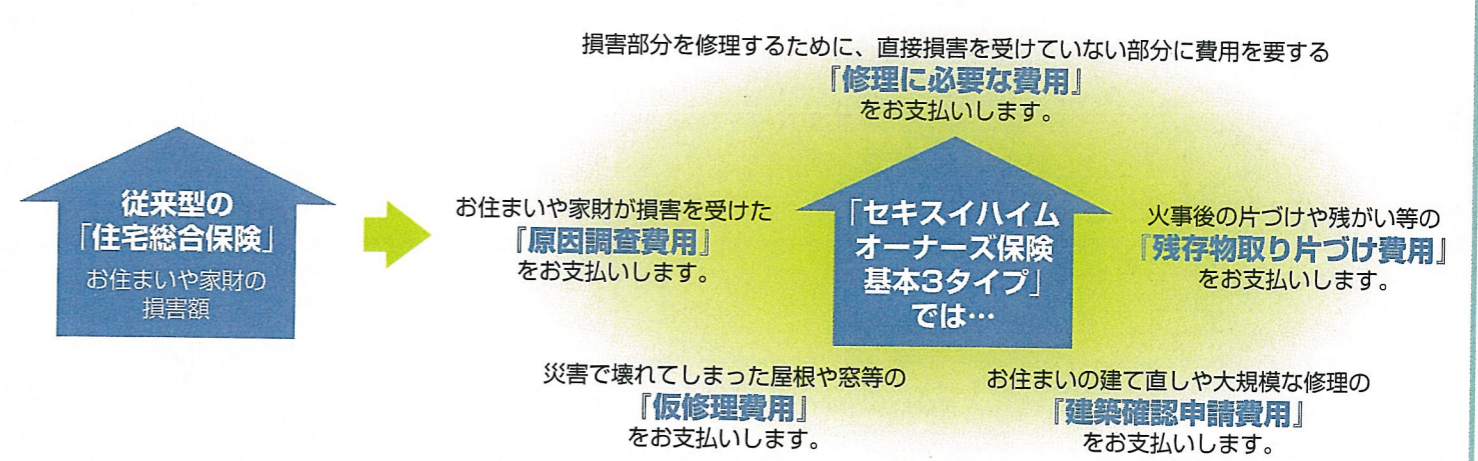 損害部分を修理するために、直接損害を受けていない部分に費用を要する
『修理に必要な費用』
をお支払いします。
従来型の
「住宅総合保険」
お住まいや家財の
損害額
お住まいや家財が損害を受けた
『原因調査費用』
をお支払いします。
「セキスイハイム
オーナーズ保険
基本3タイプ」
では…
火事後の片づけや残がい等の
『残存物取り片づけ費用』
をお支払いします。
災害で壊れてしまった屋根や窓等の
『仮修理費用』
をお支払いします。
お住まいの建て直しや大規模な修理の
『建築確認申請費用』
をお支払いします。